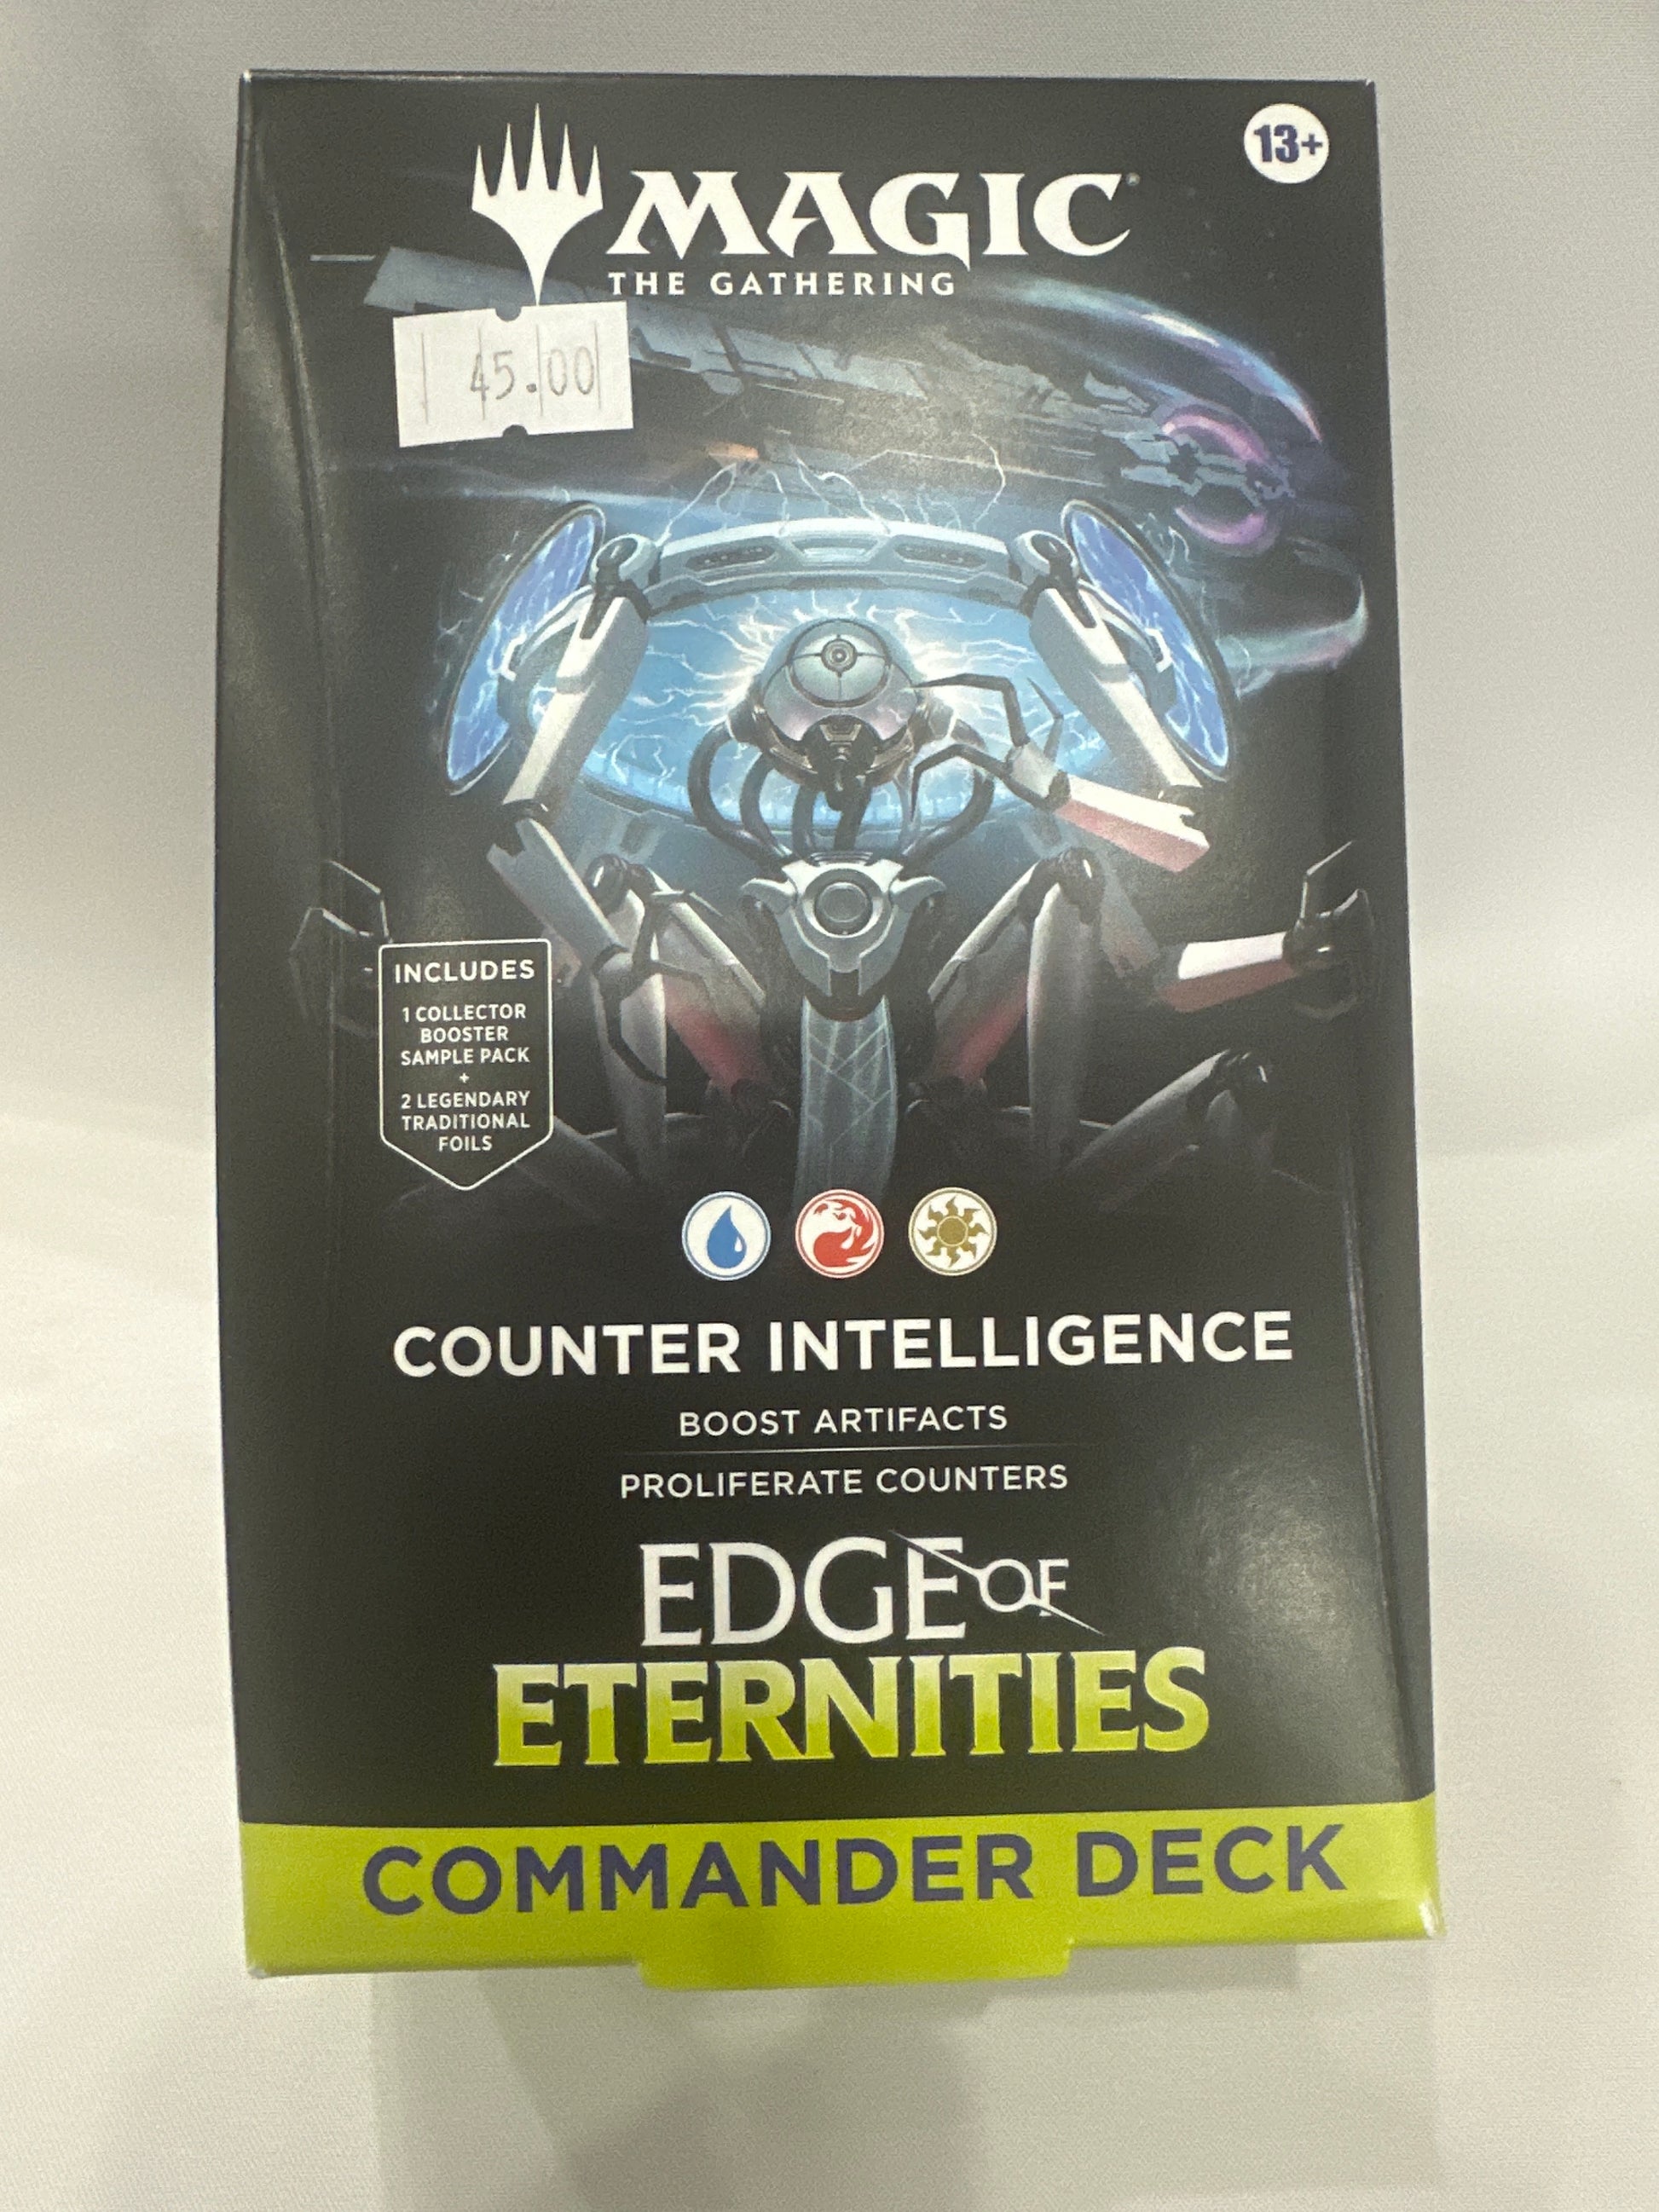 13+
MAGIC
THE GATHERING
45.00
INCLUDES
1 COLLECTOR
BOOSTER
SAMPLE PACK
+
2 LEGENDARY
TRADITIONAL
FOILS
COUNTER INTELLIGENCE
BOOST ARTIFACTS
PROLIFERATE COUNTERS
EDGE OF
ETERNITIES
COMMANDER DECK